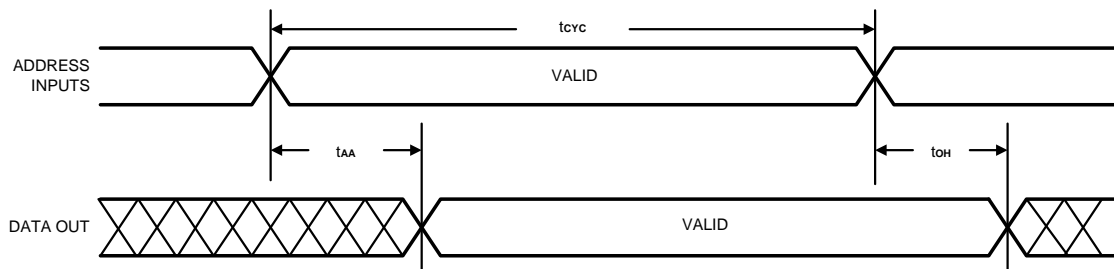 tCYC
ADDRESS
INPUTS
VALID
tAA
tOH
DATA OUT
VALID